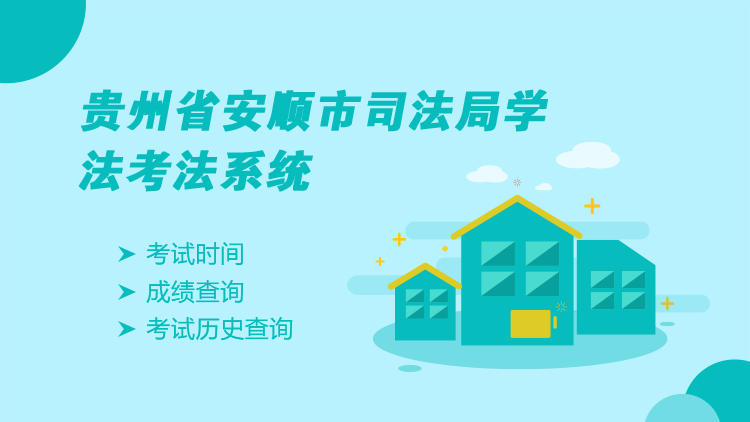 贵州省安顺市司法局学
法考法系统
➤ 考试时间
➤ 成绩查询
➤ 考试历史查询